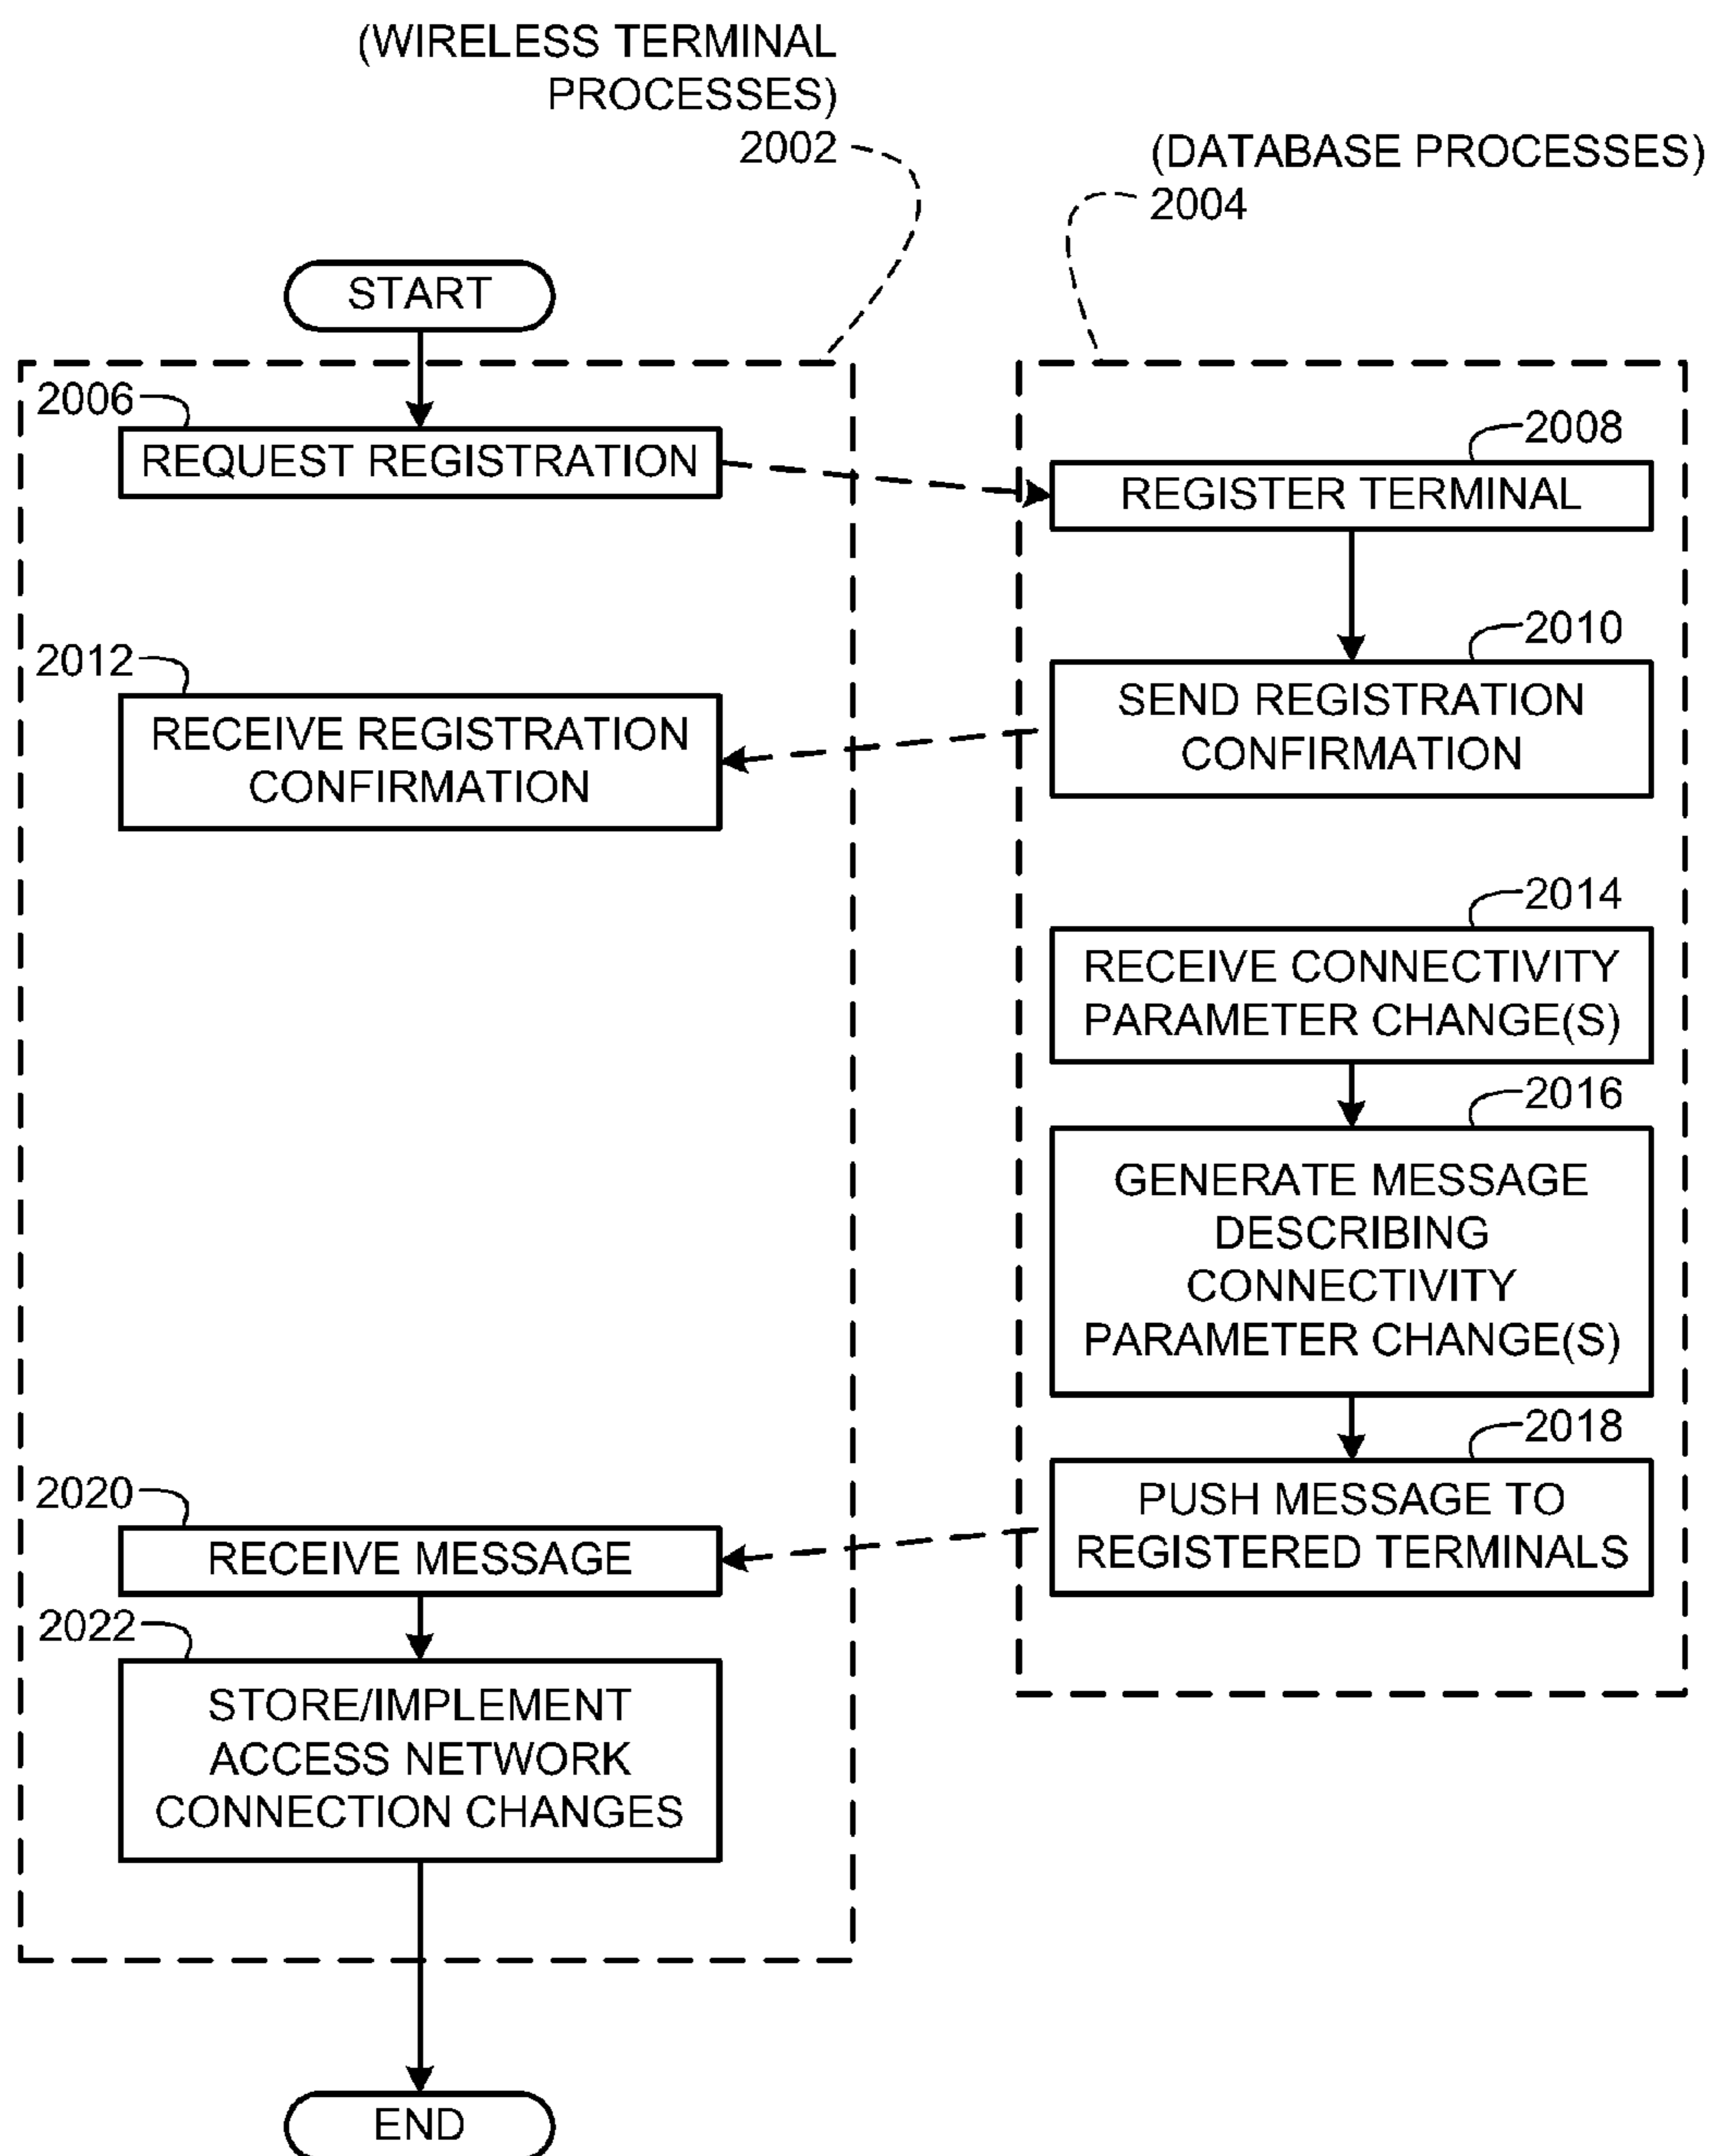 (WIRELESS TERMINAL
PROCESSES)
2002
(DATABASE PROCESSES)
2004
START
2006
REQUEST REGISTRATION
2008
REGISTER TERMINAL
2010
SEND REGISTRATION
CONFIRMATION
2012
RECEIVE REGISTRATION
CONFIRMATION
2014
RECEIVE CONNECTIVITY
PARAMETER CHANGE(S)
2016
GENERATE MESSAGE
DESCRIBING
CONNECTIVITY
PARAMETER CHANGE(S)
2018
PUSH MESSAGE TO
REGISTERED TERMINALS
2020
RECEIVE MESSAGE
2022
STORE/IMPLEMENT
ACCESS NETWORK
CONNECTION CHANGES
END